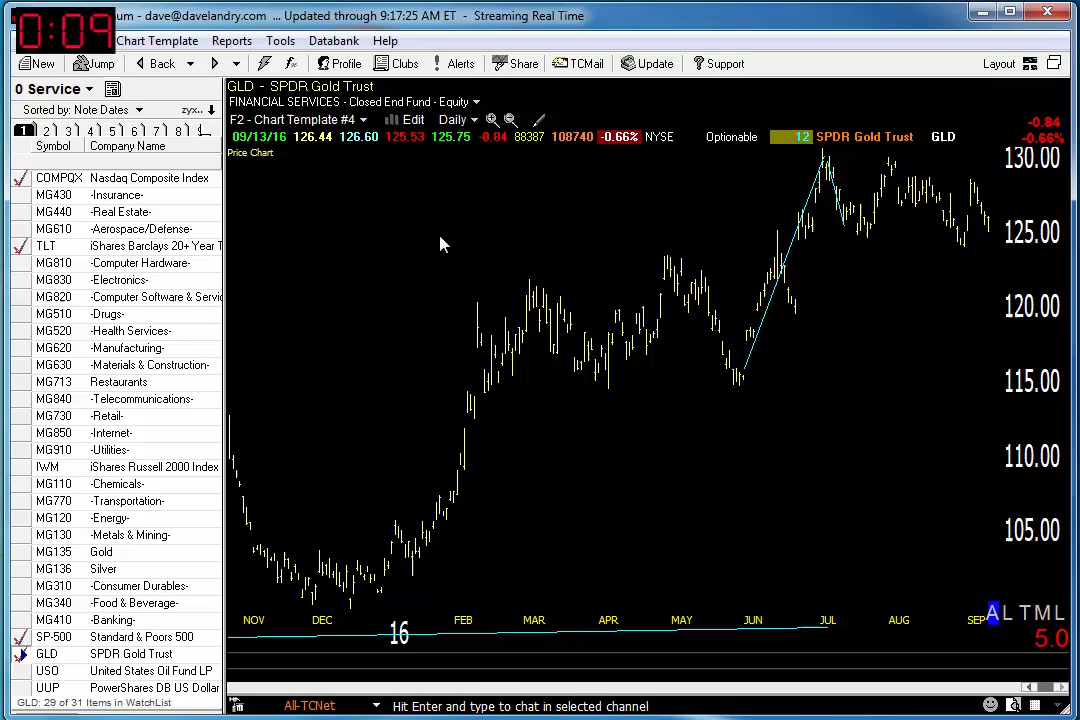 0:09
um - dave@davelandry.com ... Updated through 9:17:25 AM ET - Streaming Real Time
Chart Template Reports Tools Databank Help
New Jump Back Profile Clubs Alerts Share TCMail Update Support Layout
0 Service
Sorted by: Note Dates zyx..
1 2 3 4 5 6 7 8
Symbol Company Name
COMPQX Nasdaq Composite Index
MG430 -Insurance-
MG440 -Real Estate-
MG610 -Aerospace/Defense-
TLT iShares Barclays 20+ Year T
MG810 -Computer Hardware-
MG830 -Electronics-
MG820 -Computer Software & Servic
MG510 -Drugs-
MG520 -Health Services-
MG620 -Manufacturing-
MG630 -Materials & Construction-
MG713 Restaurants
MG840 -Telecommunications-
MG730 -Retail-
MG850 -Internet-
MG910 -Utilities-
IWM iShares Russell 2000 Index
MG110 -Chemicals-
MG770 -Transportation-
MG120 -Energy-
MG130 -Metals & Mining-
MG135 Gold
MG136 Silver
MG310 -Consumer Durables-
MG340 -Food & Beverage-
MG410 -Banking-
SP-500 Standard & Poors 500
GLD SPDR Gold Trust
USO United States Oil Fund LP
UUP PowerShares DB US Dollar
GLD: 29 of 31 Items in WatchList
GLD - SPDR Gold Trust
FINANCIAL SERVICES - Closed End Fund - Equity
F2 - Chart Template #4 Edit Daily
09/13/16 126.44 126.60 125.53 125.75 -0.84 88387 108740 -0.66% NYSE Optionable 12 SPDR Gold Trust GLD
-0.84
-0.66%
Price Chart
130.00
125.00
120.00
115.00
110.00
105.00
NOV DEC 16 FEB MAR APR MAY JUN JUL AUG SEP
A L T M L
5.0
All-TCNet Hit Enter and type to chat in selected channel